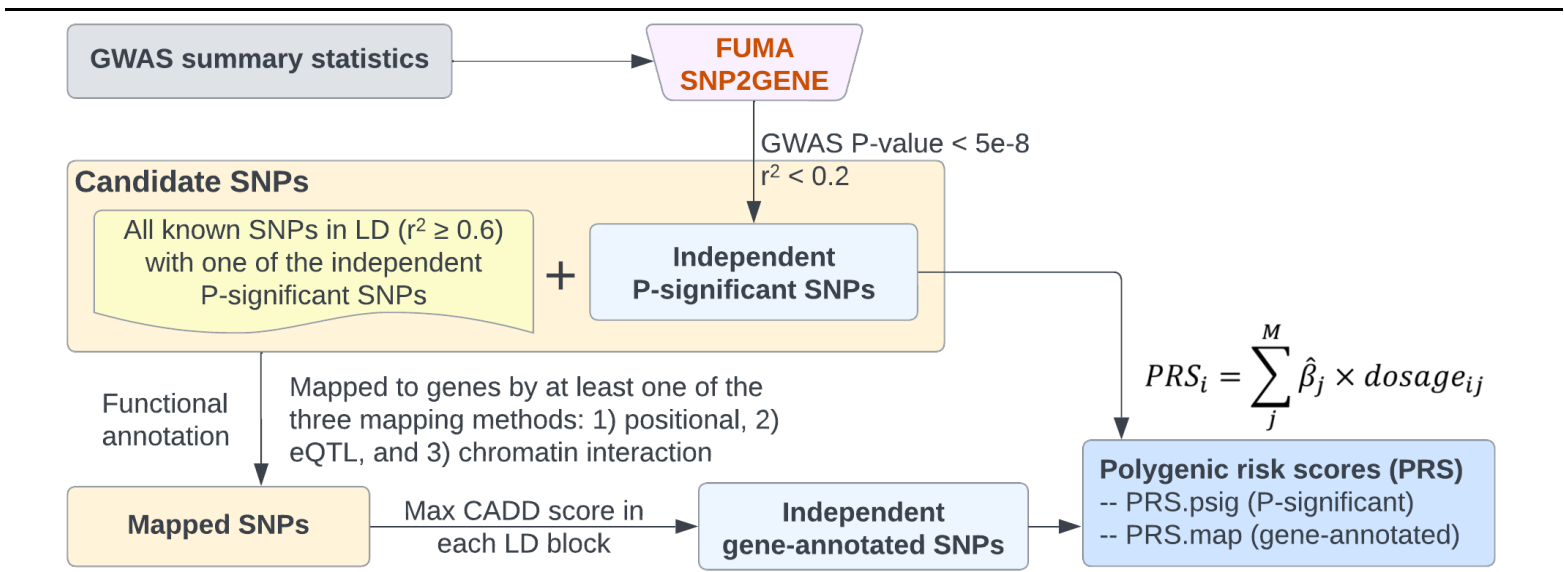 GWAS summary statistics
FUMA
SNP2GENE
GWAS P-value < 5e-8
r² < 0.2
Candidate SNPs
All known SNPs in LD (r² ≥ 0.6)
with one of the independent
P-significant SNPs
+
Independent
P-significant SNPs
PRSᵢ = ∑ⱼᴹ β̂ⱼ × dosageᵢⱼ
Functional
annotation
Mapped to genes by at least one of the
three mapping methods: 1) positional, 2)
eQTL, and 3) chromatin interaction
Mapped SNPs
Max CADD score in
each LD block
Independent
gene-annotated SNPs
Polygenic risk scores (PRS)
-- PRS.psig (P-significant)
-- PRS.map (gene-annotated)